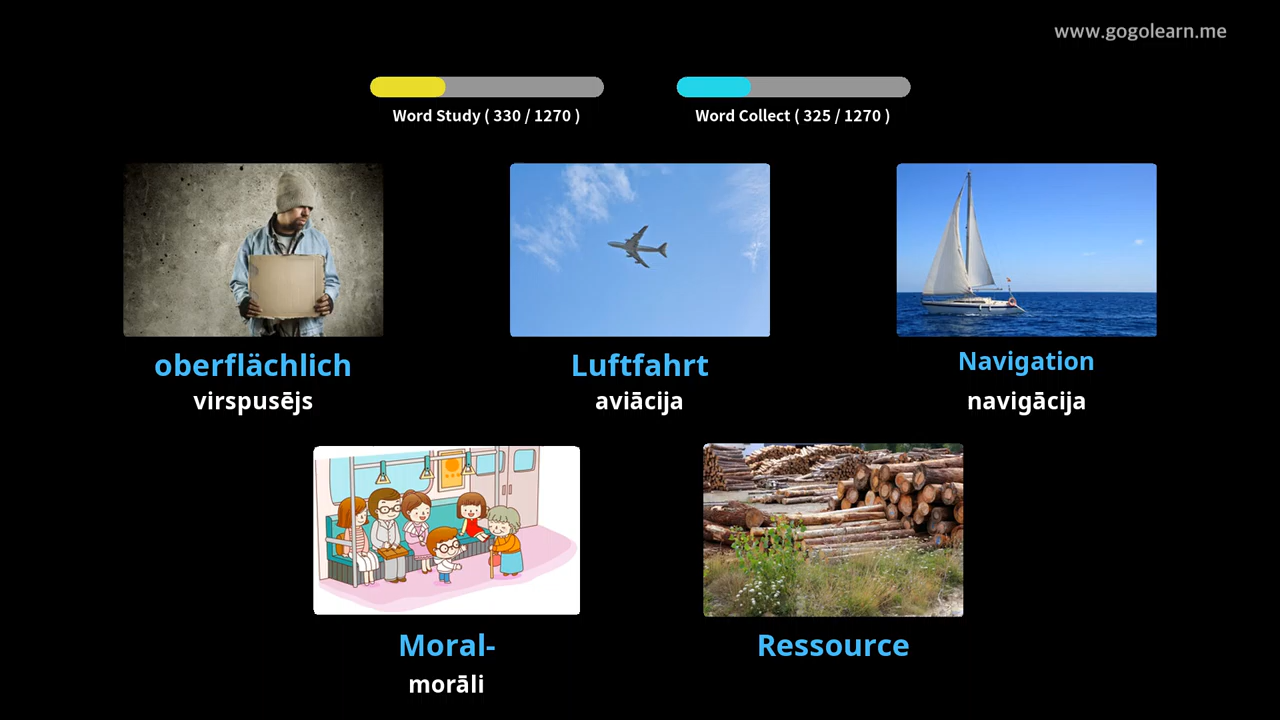 www.gogolearn.me
Word Study ( 330 / 1270 )
Word Collect ( 325 / 1270 )
oberflächlich
virspusējs
Luftfahrt
aviācija
Navigation
navigācija
Moral-
morāli
Ressource